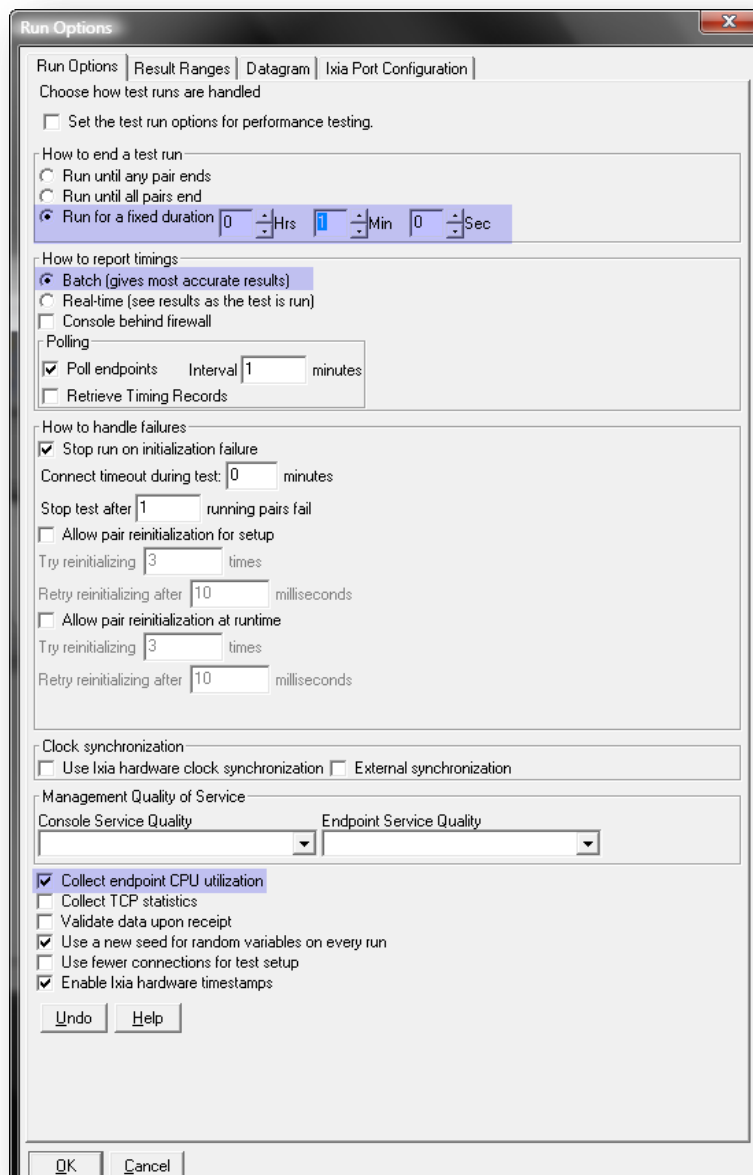 Run Options
Run Options Result Ranges Datagram Ixia Port Configuration
Choose how test runs are handled
Set the test run options for performance testing.
How to end a test run
Run until any pair ends
Run until all pairs end
Run for a fixed duration 0 Hrs 1 Min 0 Sec
How to report timings
Batch (gives most accurate results)
Real-time (see results as the test is run)
Console behind firewall
Polling
Poll endpoints Interval 1 minutes
Retrieve Timing Records
How to handle failures
Stop run on initialization failure
Connect timeout during test: 0 minutes
Stop test after 1 running pairs fail
Allow pair reinitialization for setup
Try reinitializing 3 times
Retry reinitializing after 10 milliseconds
Allow pair reinitialization at runtime
Try reinitializing 3 times
Retry reinitializing after 10 milliseconds
Clock synchronization
Use Ixia hardware clock synchronization External synchronization
Management Quality of Service
Console Service Quality Endpoint Service Quality
Collect endpoint CPU utilization
Collect TCP statistics
Validate data upon receipt
Use a new seed for random variables on every run
Use fewer connections for test setup
Enable Ixia hardware timestamps
Undo Help
OK Cancel